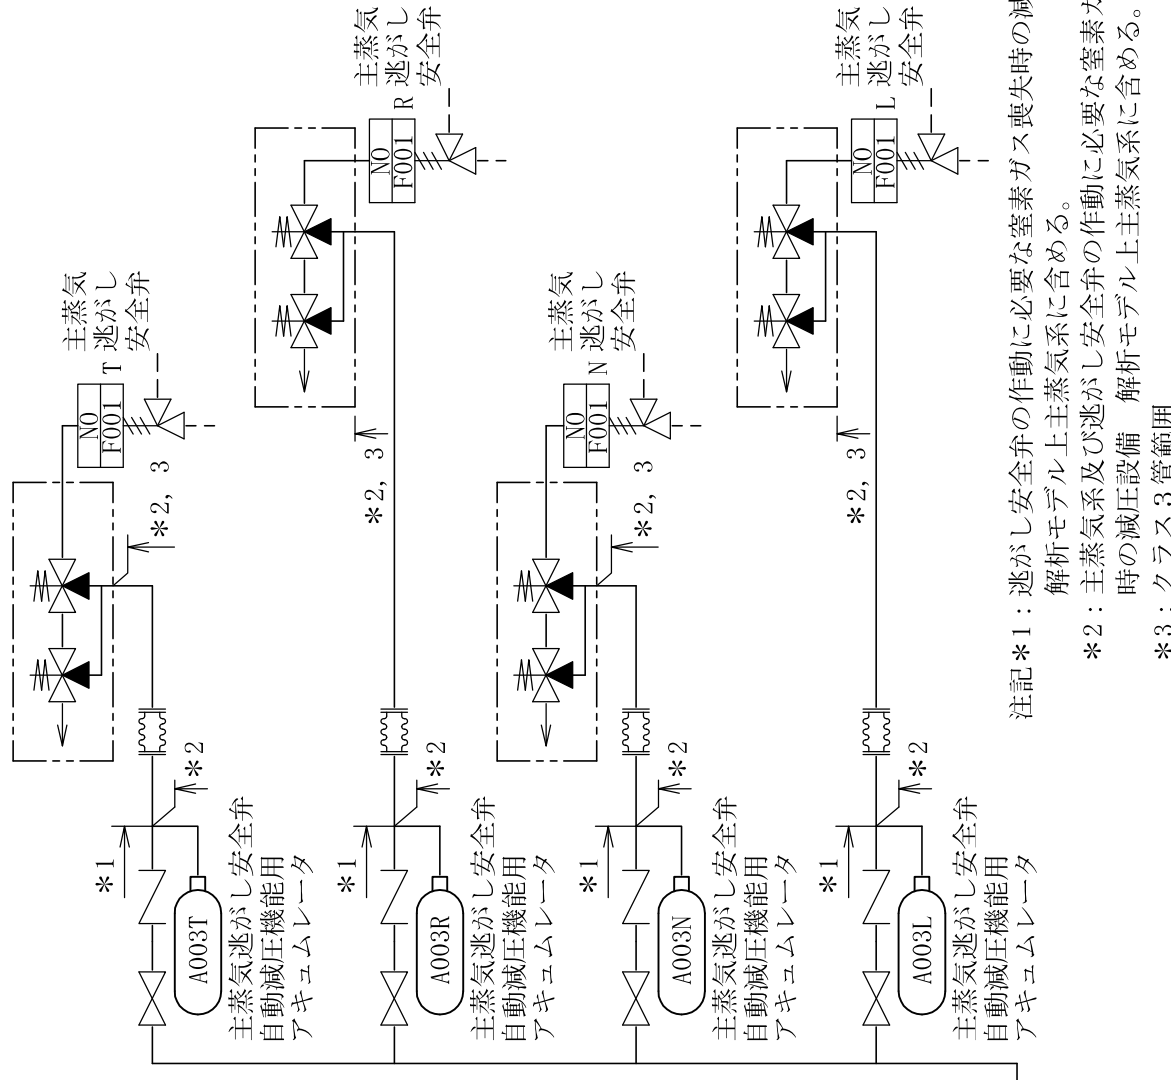 主蒸気
逃がし
安全弁
NO
F001
T
*2, 3
*2
*1
A003T
主蒸気逃がし安全弁
自動減圧機能用
アキュムレータ
主蒸気
逃がし
安全弁
NO
F001
R
*2, 3
*2
*1
A003R
主蒸気逃がし安全弁
自動減圧機能用
アキュムレータ
主蒸気
逃がし
安全弁
NO
F001
N
*2, 3
*2
*1
A003N
主蒸気逃がし安全弁
自動減圧機能用
アキュムレータ
主蒸気
逃がし
安全弁
NO
F001
L
*2, 3
*2
*1
A003L
主蒸気逃がし安全弁
自動減圧機能用
アキュムレータ
注記*1：逃がし安全弁の作動に必要な窒素ガス喪失時の減
解析モデル上主蒸気系に含める。
*2：主蒸気系及び逃がし安全弁の作動に必要な窒素ガ
時の減圧設備　解析モデル上主蒸気系に含める。
*3：クラス3管範囲